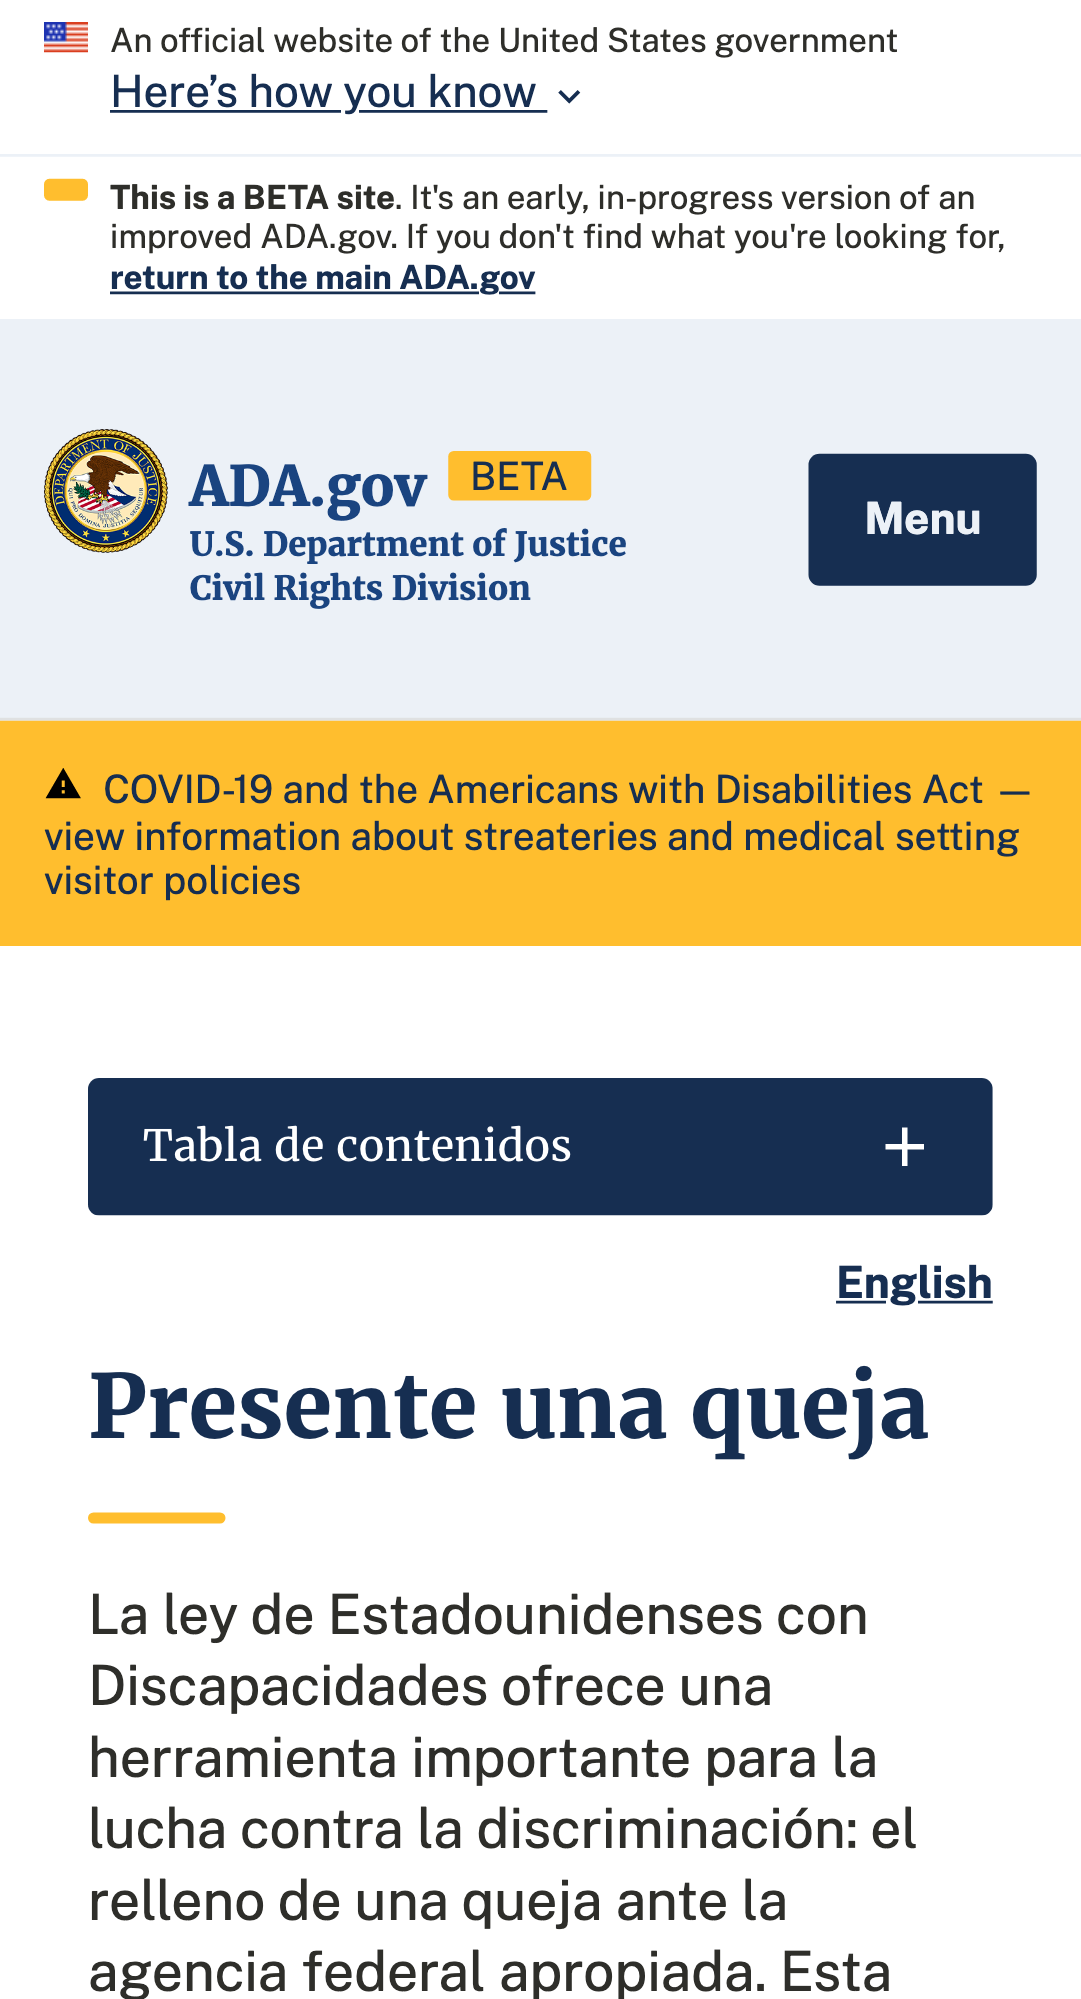 An official website of the United States government
Here’s how you know
This is a BETA site. It's an early, in-progress version of an
improved ADA.gov. If you don't find what you're looking for,
return to the main ADA.gov
DEPARTMENT OF JUSTICE
QUI PRO DOMINA JUSTITIA SEQUITUR
ADA.gov BETA
U.S. Department of Justice
Civil Rights Division
Menu
COVID-19 and the Americans with Disabilities Act —
view information about streateries and medical setting
visitor policies
Tabla de contenidos
English
Presente una queja
La ley de Estadounidenses con
Discapacidades ofrece una
herramienta importante para la
lucha contra la discriminación: el
relleno de una queja ante la
agencia federal apropiada. Esta